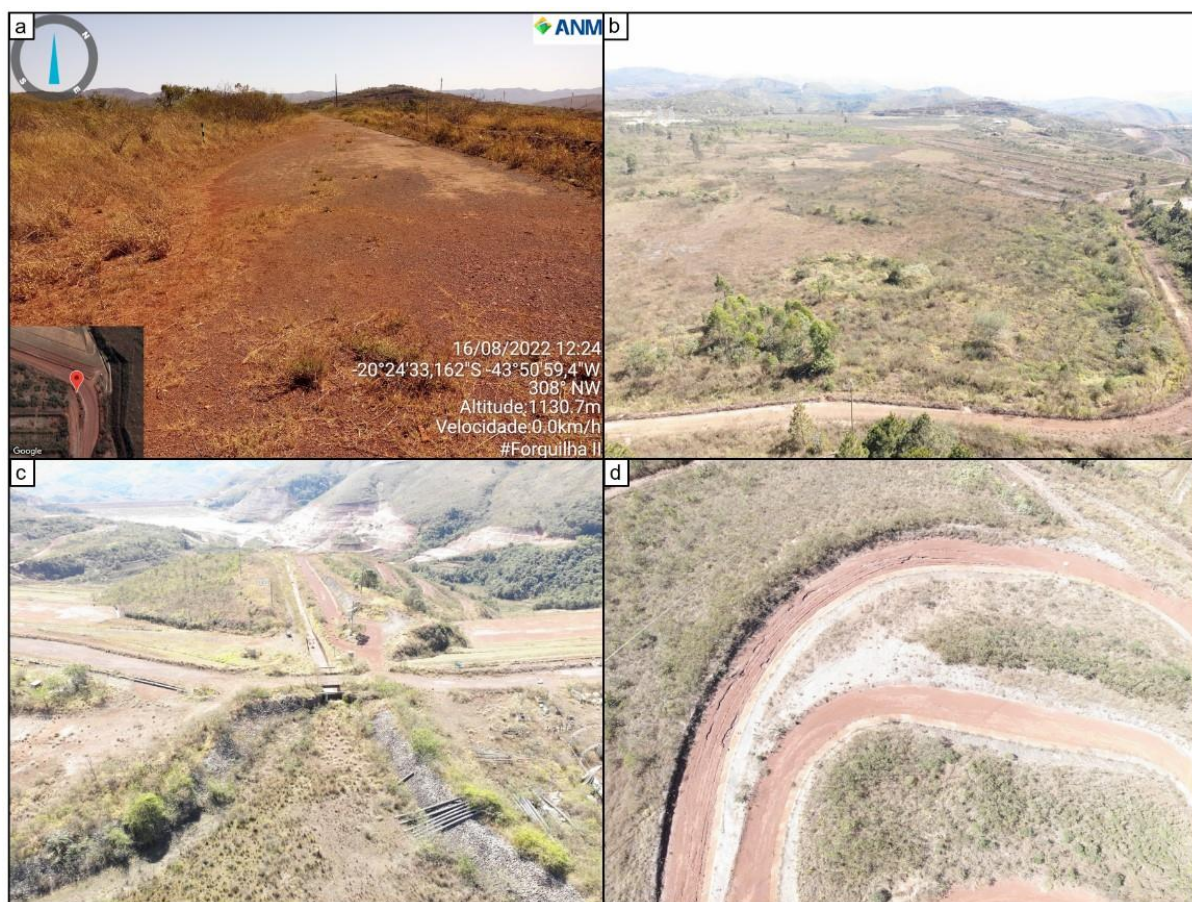 a
N
S
E
ANM
16/08/2022 12:24
-20°24'33,162"S -43°50'59,4"W
308° NW
Altitude:1130.7m
Velocidade:0.0km/h
#Forquilha II
Google
b
c
d